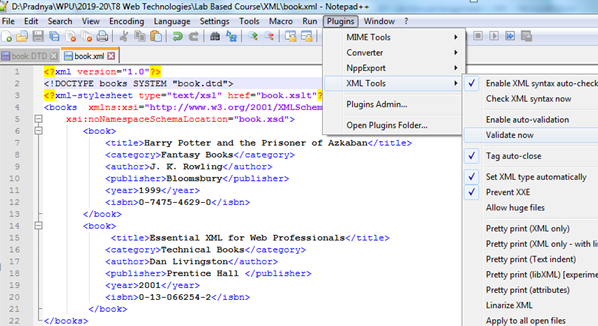 D:\Pradnya\WPU\2019-20\T8 Web Technologies\Lab Based Course\XML\book.xml - Notepad++
File Edit Search View Encoding Language Settings Tools Macro Run Plugins Window ?
book.DTD book.xml
MIME Tools
Converter
NppExport
XML Tools
Plugins Admin...
Open Plugins Folder...
Enable XML syntax auto-check
Check XML syntax now
Enable auto-validation
Validate now
Tag auto-close
Set XML type automatically
Prevent XXE
Allow huge files
Pretty print (XML only)
Pretty print (XML only - with lin
Pretty print (Text indent)
Pretty print (libXML) [experime
Pretty print (attributes)
Linarize XML
Apply to all open files
1 <?xml version="1.0"?>
2 <!DOCTYPE books SYSTEM "book.dtd">
3 <?xml-stylesheet type="text/xsl" href="book.xslt"?
4 <books xmlns:xsi="http://www.w3.org/2001/XMLSchem
5 xsi:noNamespaceSchemaLocation="book.xsd">
6 <book>
7 <title>Harry Potter and the Prisoner of Azkaban</title>
8 <category>Fantasy Books</category>
9 <author>J. K. Rowling</author>
10 <publisher>Bloomsbury</publisher>
11 <year>1999</year>
12 <isbn>0-7475-4629-0</isbn>
13 </book>
14 <book>
15 <title>Essential XML for Web Professionals</title>
16 <category>Technical Books</category>
17 <author>Dan Livingston</author>
18 <publisher>Prentice Hall </publisher>
19 <year>2001</year>
20 <isbn>0-13-066254-2</isbn>
21 </book>
22 </books>